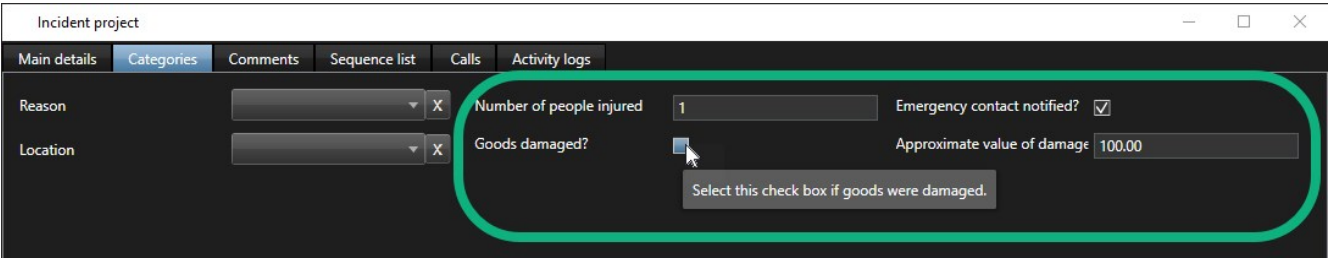 Incident project
Main details Categories Comments Sequence list Calls Activity logs
Reason X Number of people injured 1 Emergency contact notified?
Location X Goods damaged? Approximate value of damage 100.00
Select this check box if goods were damaged.